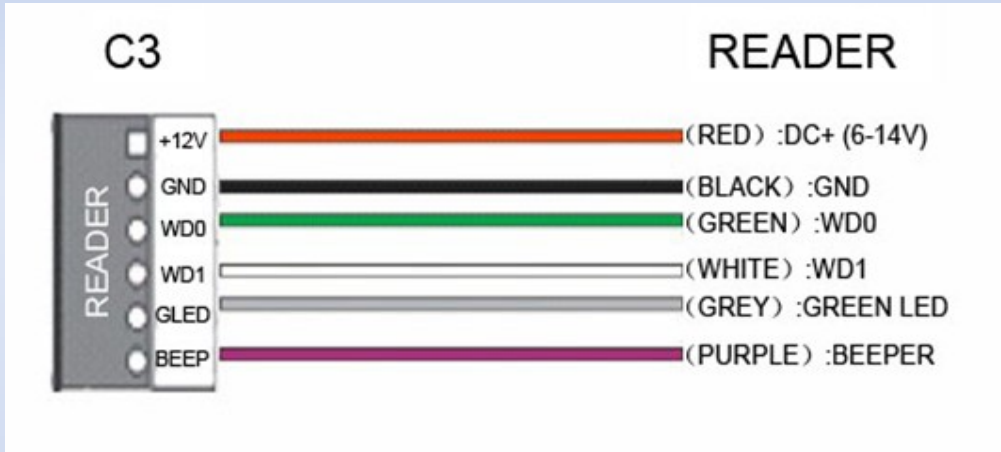 C3 READER
READER
+12V (RED) :DC+ (6-14V)
GND (BLACK) :GND
WD0 (GREEN) :WD0
WD1 (WHITE) :WD1
GLED (GREY) :GREEN LED
BEEP (PURPLE) :BEEPER